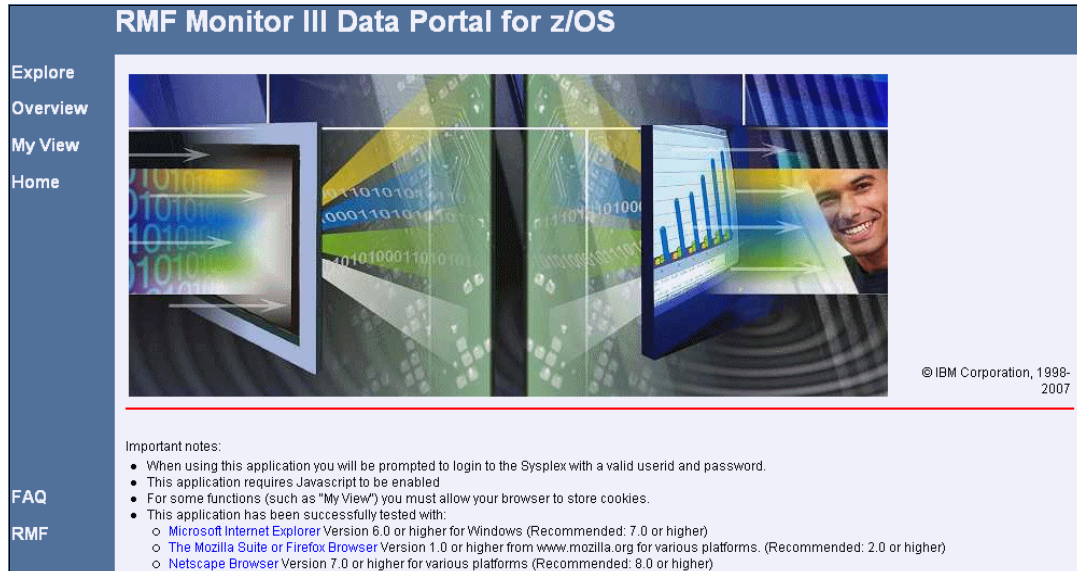 RMF Monitor III Data Portal for z/OS
Explore
Overview
My View
Home
FAQ
RMF
© IBM Corporation, 1998-
2007
Important notes:
● When using this application you will be prompted to login to the Sysplex with a valid userid and password.
● This application requires Javascript to be enabled
● For some functions (such as "My View") you must allow your browser to store cookies.
● This application has been successfully tested with:
○ Microsoft Internet Explorer Version 6.0 or higher for Windows (Recommended: 7.0 or higher)
○ The Mozilla Suite or Firefox Browser Version 1.0 or higher from www.mozilla.org for various platforms. (Recommended: 2.0 or higher)
○ Netscape Browser Version 7.0 or higher for various platforms (Recommended: 8.0 or higher)